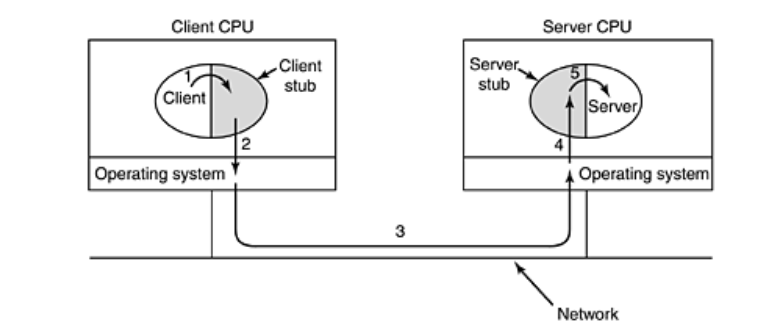 Client CPU
Server CPU
1
Client
Client
stub
2
Operating system
Server
stub
5
Server
4
Operating system
3
Network